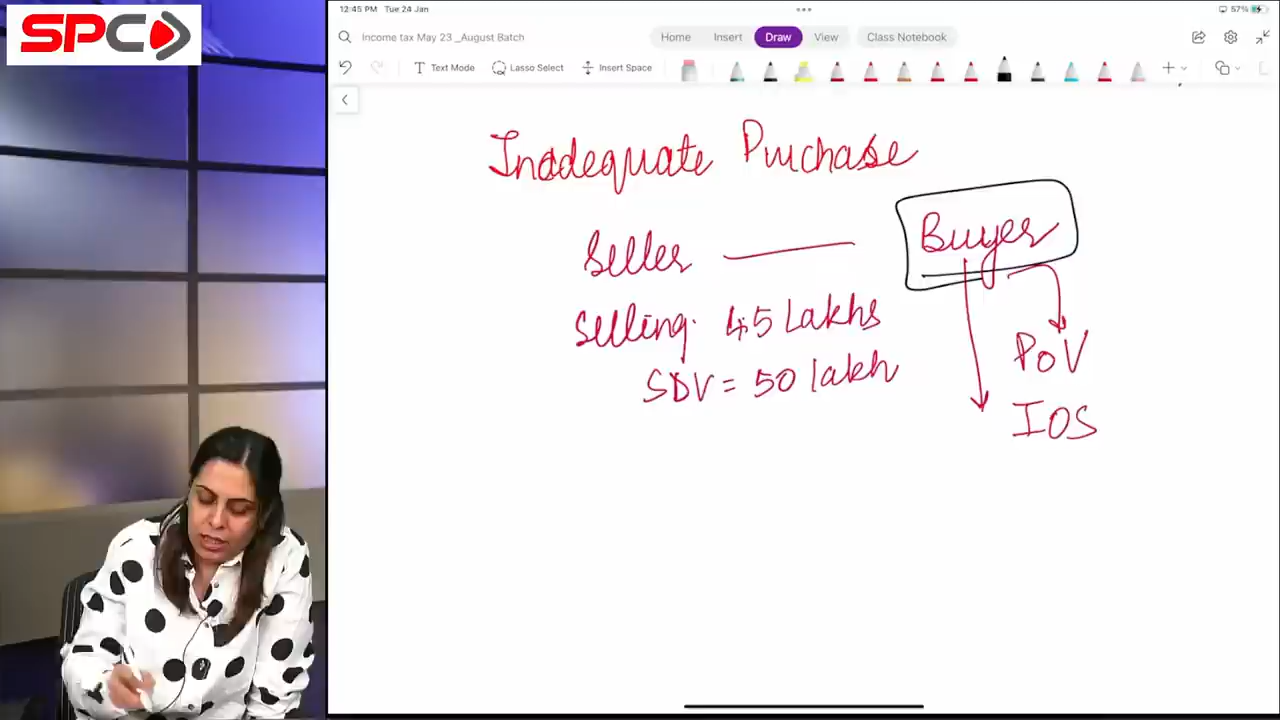 SPC
12:45 PM Tue 24 Jan
57%
Income tax May 23 _August Batch
Home Insert Draw View Class Notebook
Text Mode Lasso Select Insert Space
Inadequate Purchase
Seller Buyer
Selling. 45 Lakhs
SDV = 50 lakh
POV
IOS